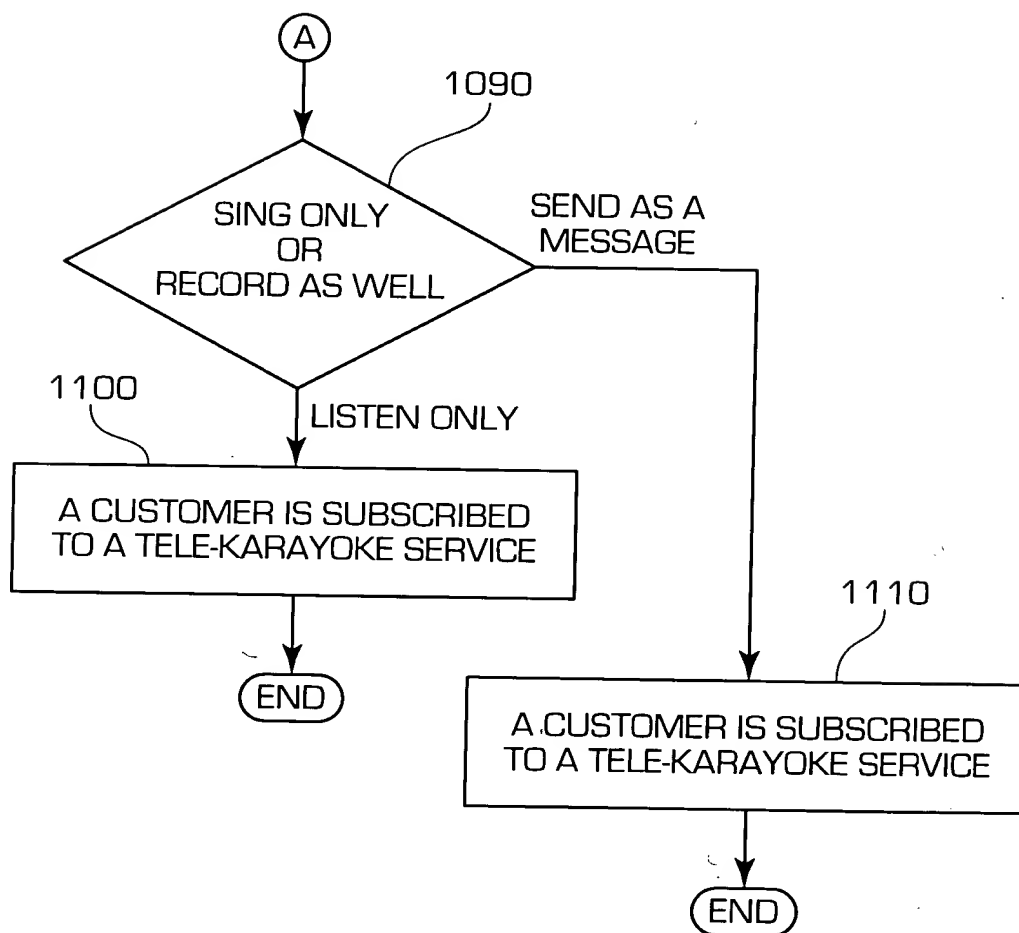 A
1090
SING ONLY
OR
RECORD AS WELL
SEND AS A
MESSAGE
1100
LISTEN ONLY
A CUSTOMER IS SUBSCRIBED
TO A TELE-KARAYOKE SERVICE
END
1110
A CUSTOMER IS SUBSCRIBED
TO A TELE-KARAYOKE SERVICE
END